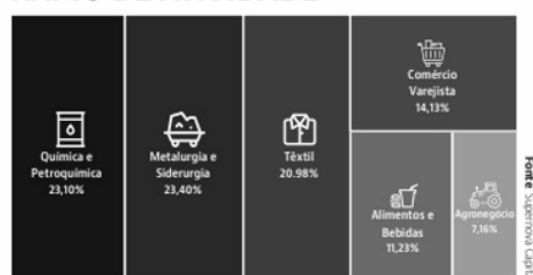 Química e
Petroquímica
23,10%
Metalurgia e
Siderurgia
23,40%
Têxtil
20.98%
Comércio
Varejista
14,13%
Alimentos e
Bebidas
11,23%
Agronegócio
7,16%
Fonte Supernova